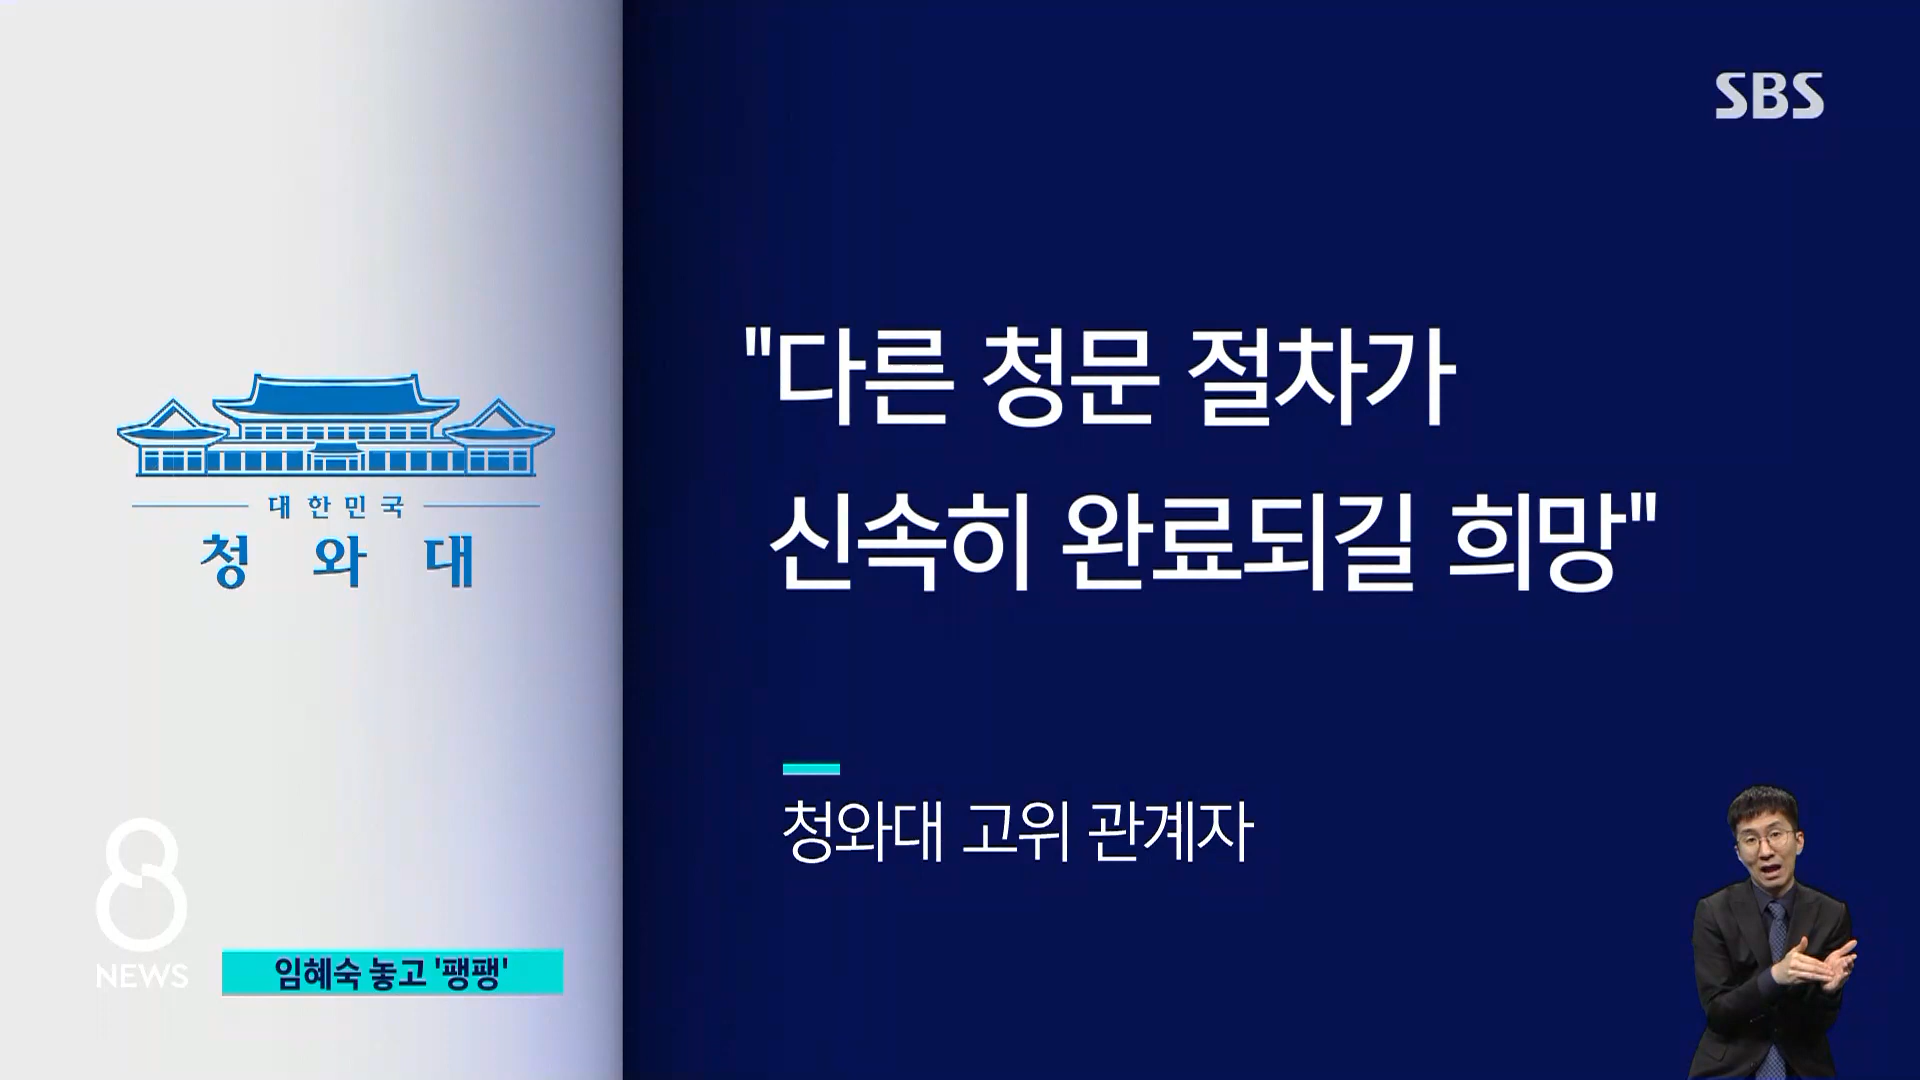 SBS
"다른 청문 절차가
신속히 완료되길 희망"
청와대 고위 관계자
대한민국
청와대
8
NEWS
임혜숙 놓고 '팽팽'